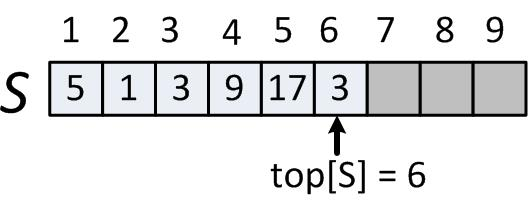 1 2 3 4 5 6 7 8 9
S 5 1 3 9 17 3
top[S] = 6